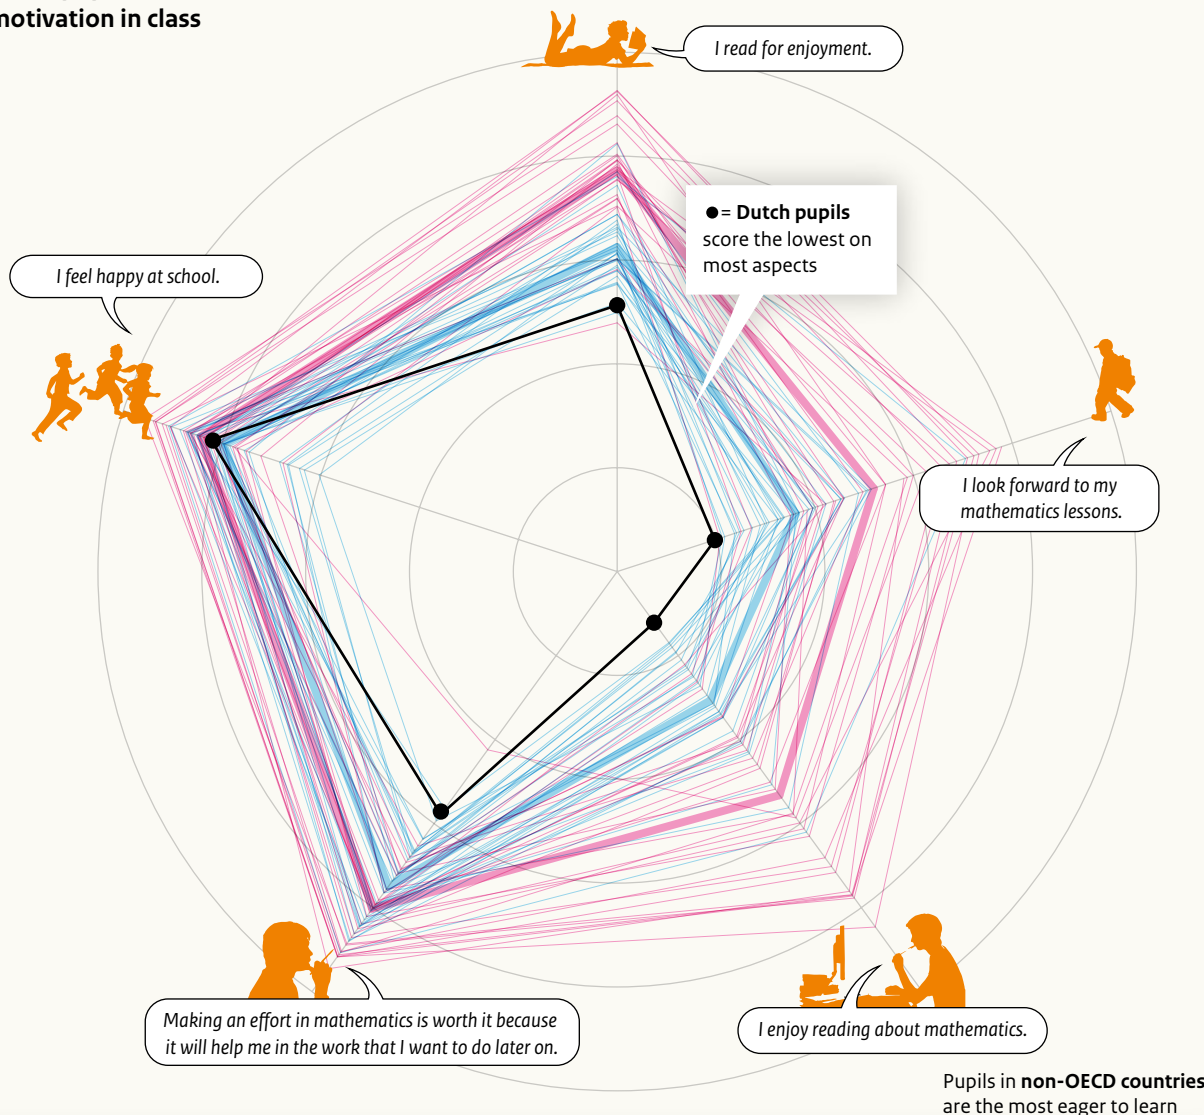 motivation in class
I read for enjoyment.
●= Dutch pupils
score the lowest on
most aspects
I feel happy at school.
I look forward to my
mathematics lessons.
Making an effort in mathematics is worth it because
it will help me in the work that I want to do later on.
I enjoy reading about mathematics.
Pupils in non-OECD countries
are the most eager to learn